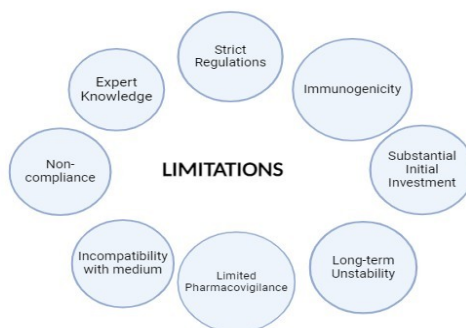 Strict
Regulations
Expert
Knowledge
Immunogenicity
Non-
compliance
LIMITATIONS
Substantial
Initial
Investment
Incompatibility
with medium
Limited
Pharmacovigilance
Long-term
Unstability